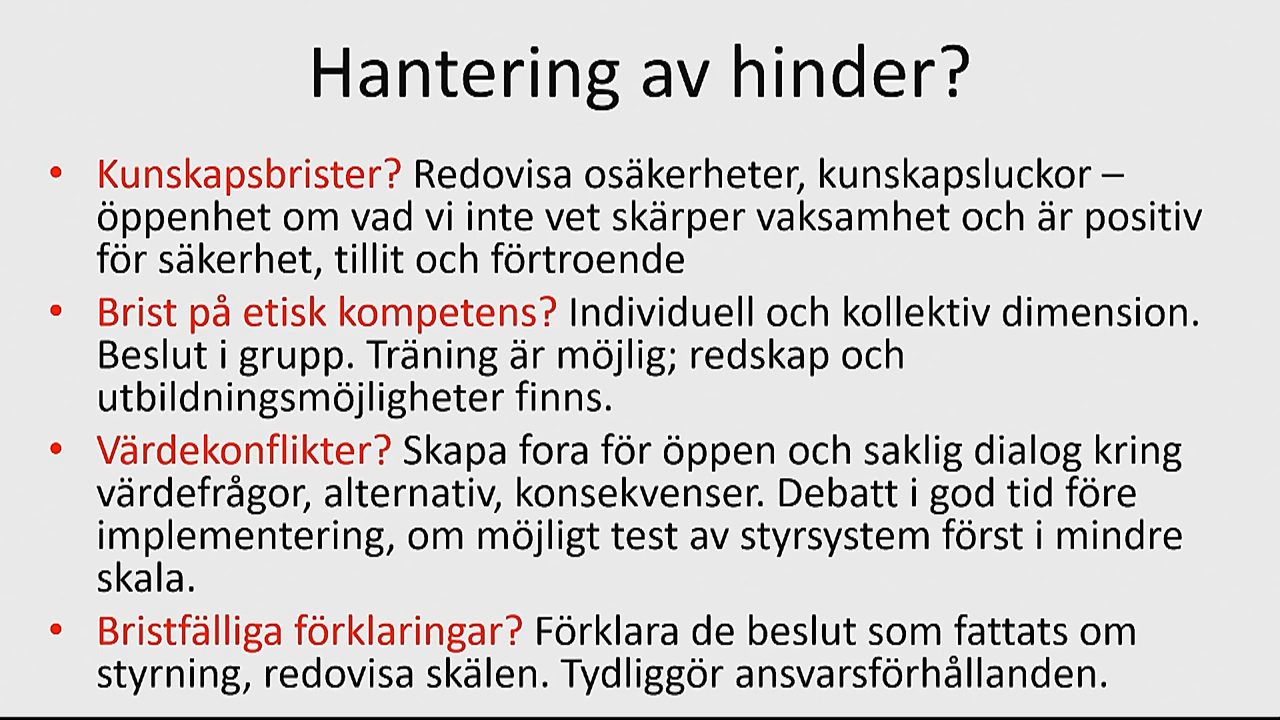 Hantering av hinder?
• Kunskapsbrister? Redovisa osäkerheter, kunskapsluckor –
öppenhet om vad vi inte vet skärper vaksamhet och är positiv
för säkerhet, tillit och förtroende
• Brist på etisk kompetens? Individuell och kollektiv dimension.
Beslut i grupp. Träning är möjlig; redskap och
utbildningsmöjligheter finns.
• Värdekonflikter? Skapa fora för öppen och saklig dialog kring
värdefrågor, alternativ, konsekvenser. Debatt i god tid före
implementering, om möjligt test av styrsystem först i mindre
skala.
• Bristfälliga förklaringar? Förklara de beslut som fattats om
styrning, redovisa skälen. Tydliggör ansvarsförhållanden.